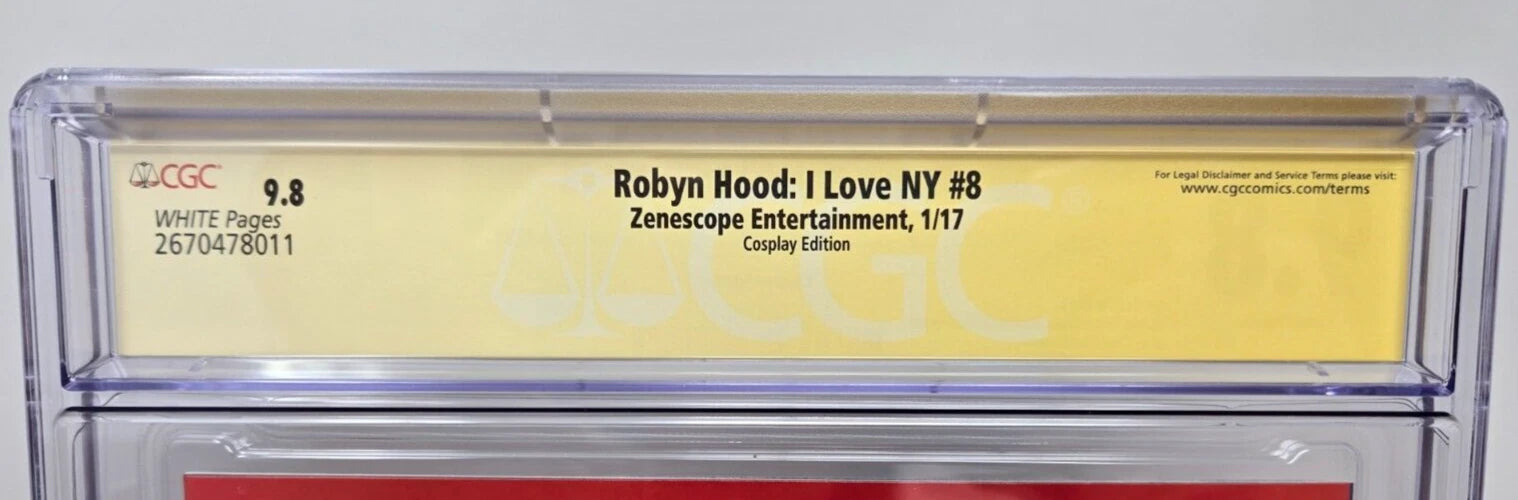 CGC
9.8
WHITE Pages
2670478011
Robyn Hood: I Love NY #8
Zenescope Entertainment, 1/17
Cosplay Edition
For Legal Disclaimer and Service Terms please visit:
www.cgccomics.com/terms
CGC